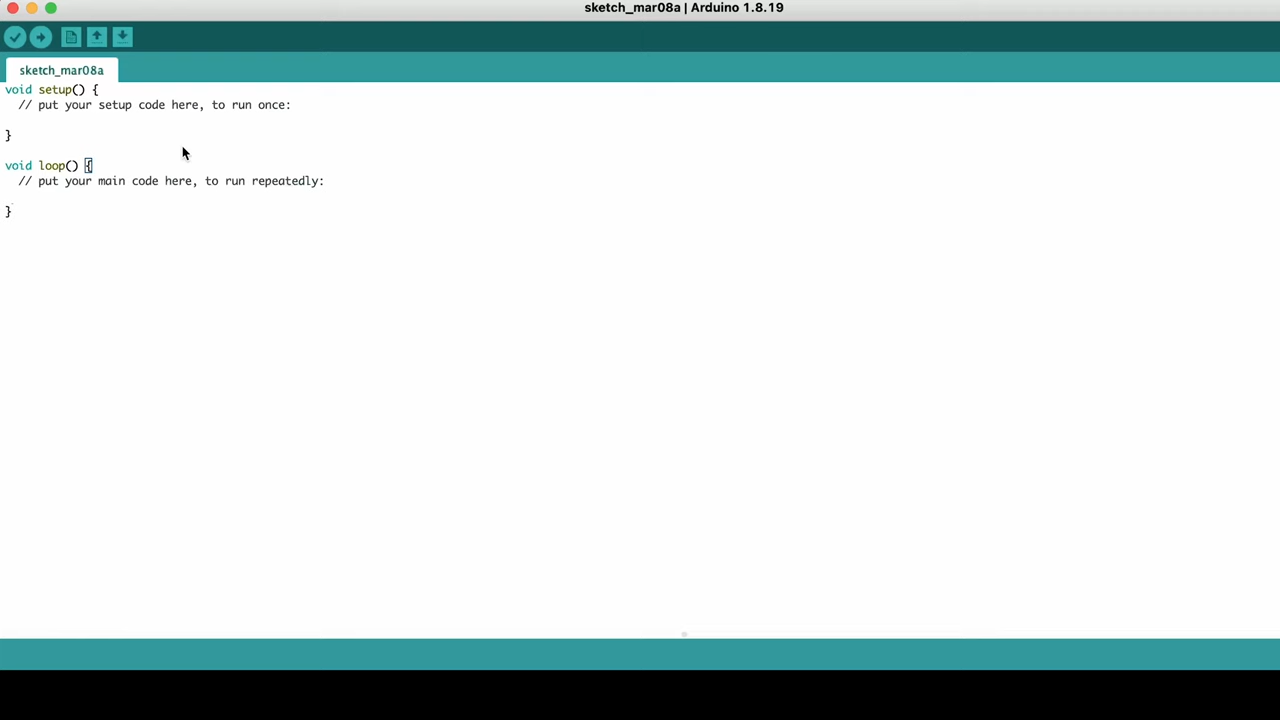 sketch_mar08a | Arduino 1.8.19
sketch_mar08a
void setup() {
  // put your setup code here, to run once:
}
void loop() {
  // put your main code here, to run repeatedly:
}